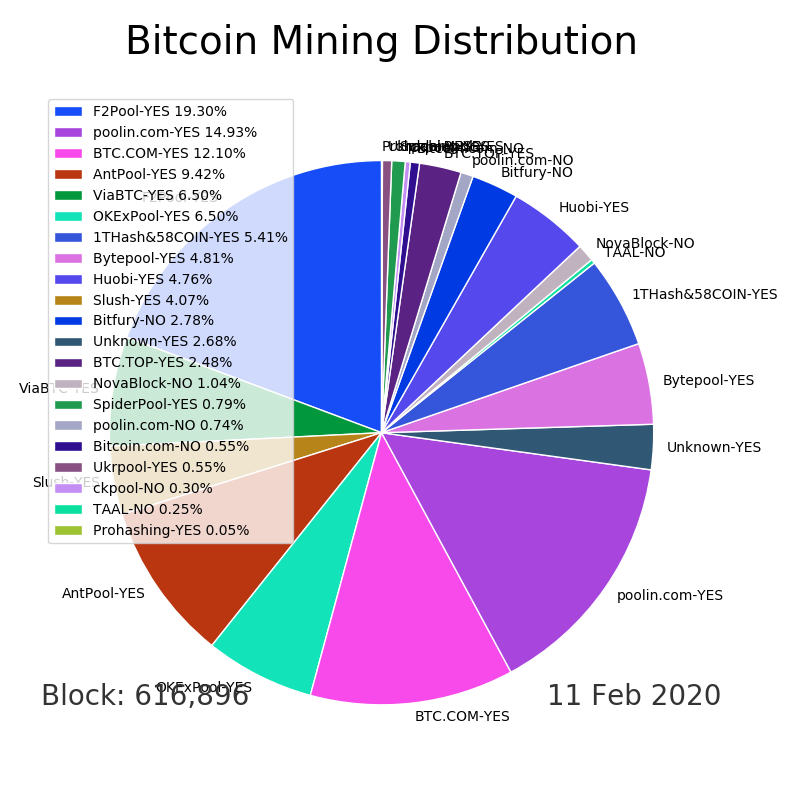 Bitcoin Mining Distribution
F2Pool-YES 19.30%
poolin.com-YES 14.93%
BTC.COM-YES 12.10%
AntPool-YES 9.42%
ViaBTC-YES 6.50%
OKExPool-YES 6.50%
1THash&58COIN-YES 5.41%
Bytepool-YES 4.81%
Huobi-YES 4.76%
Slush-YES 4.07%
Bitfury-NO 2.78%
Unknown-YES 2.68%
BTC.TOP-YES 2.48%
NovaBlock-NO 1.04%
SpiderPool-YES 0.79%
poolin.com-NO 0.74%
Bitcoin.com-NO 0.55%
Ukrpool-YES 0.55%
ckpool-NO 0.30%
TAAL-NO 0.25%
Prohashing-YES 0.05%
poolin.com-NO
Bitfury-NO
Huobi-YES
NovaBlock-NO
TAAL-NO
1THash&58COIN-YES
Bytepool-YES
Unknown-YES
poolin.com-YES
BTC.COM-YES
OKExPool-YES
AntPool-YES
Slush-YES
ViaBTC-YES
Block: 616,896
11 Feb 2020